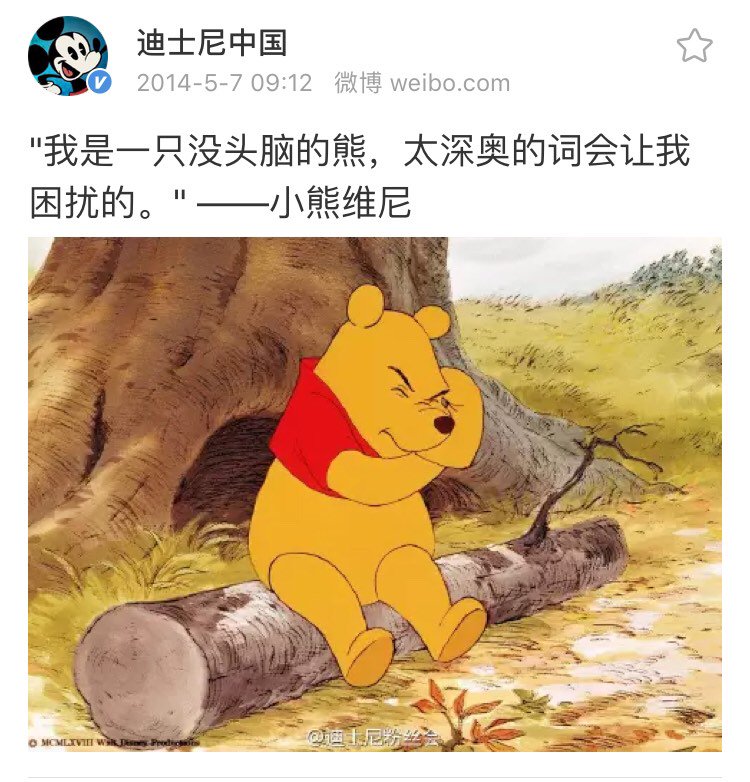 迪士尼中国
2014-5-7 09:12 微博 weibo.com
"我是一只没头脑的熊，太深奥的词会让我
困扰的。" ——小熊维尼
@迪士尼粉丝会
© MCMLXVIII Walt Disney Productions